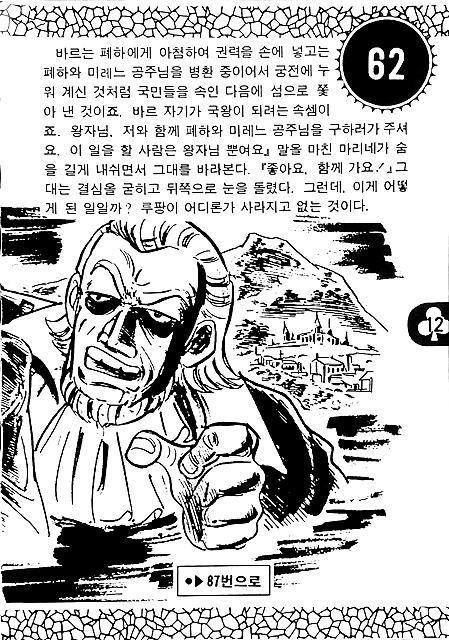 62
바르는 폐하에게 아첨하여 권력을 손에 넣고는
폐하와 미레느 공주님을 병환 중이어서 궁전에 누
워 계신 것처럼 국민들을 속인 다음에 섬으로 쫓
아 낸 것이죠. 바르 자기가 국왕이 되려는 속셈이
죠. 왕자님, 저와 함께 폐하와 미레느 공주님을 구하러가 주셔
요. 이 일을 할 사람은 왕자님 뿐여요』 말을 마친 마리네가 숨
을 길게 내쉬면서 그대를 바라본다. 『좋아요, 함께 가요!』그
대는 결심을 굳히고 뒤쪽으로 눈을 돌렸다. 그런데, 이게 어떻
게 된 일일까? 루팡이 어디론가 사라지고 없는 것이다.
12
●▶ 87번으로